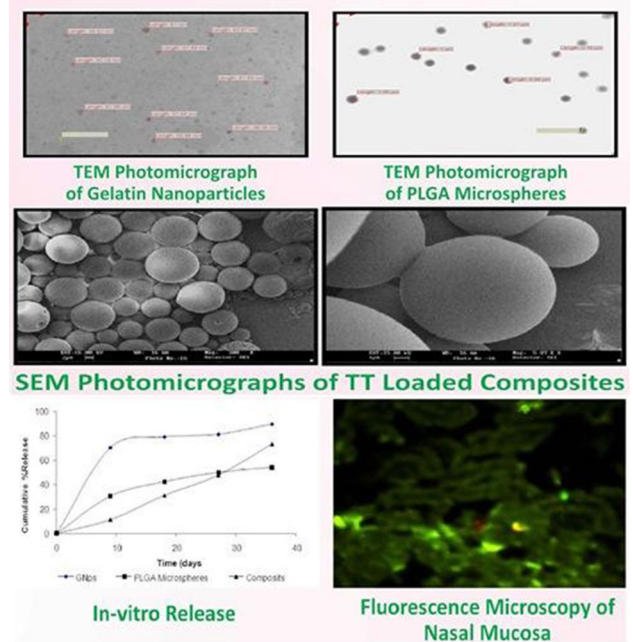 TEM Photomicrograph
of Gelatin Nanoparticles
TEM Photomicrograph
of PLGA Microspheres
SEM Photomicrographs of TT Loaded Composites
100
80
60
40
20
0
Cumulative %Release
0 10 20 30 40
Time (days
GNps PLGA Microspheres Composits
In-vitro Release
Fluorescence Microscopy of
Nasal Mucosa